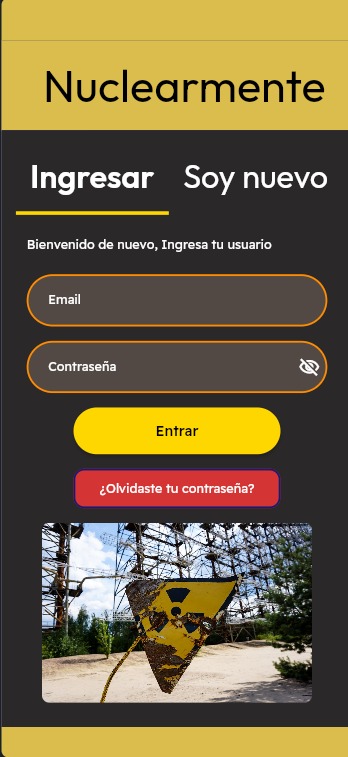 Nuclearmente
Ingresar Soy nuevo
Bienvenido de nuevo, Ingresa tu usuario
Email
Contraseña
Entrar
¿Olvidaste tu contraseña?